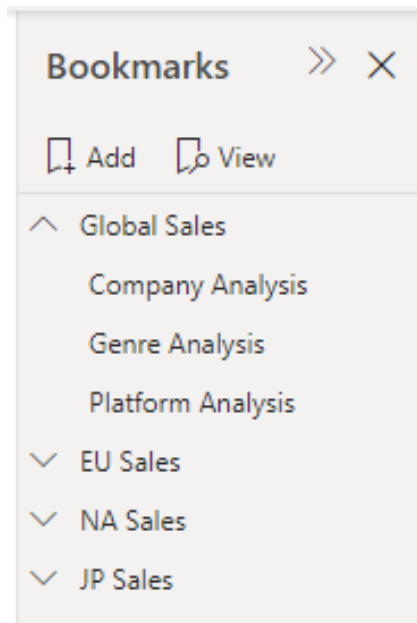 Bookmarks
Add View
Global Sales
Company Analysis
Genre Analysis
Platform Analysis
EU Sales
NA Sales
JP Sales